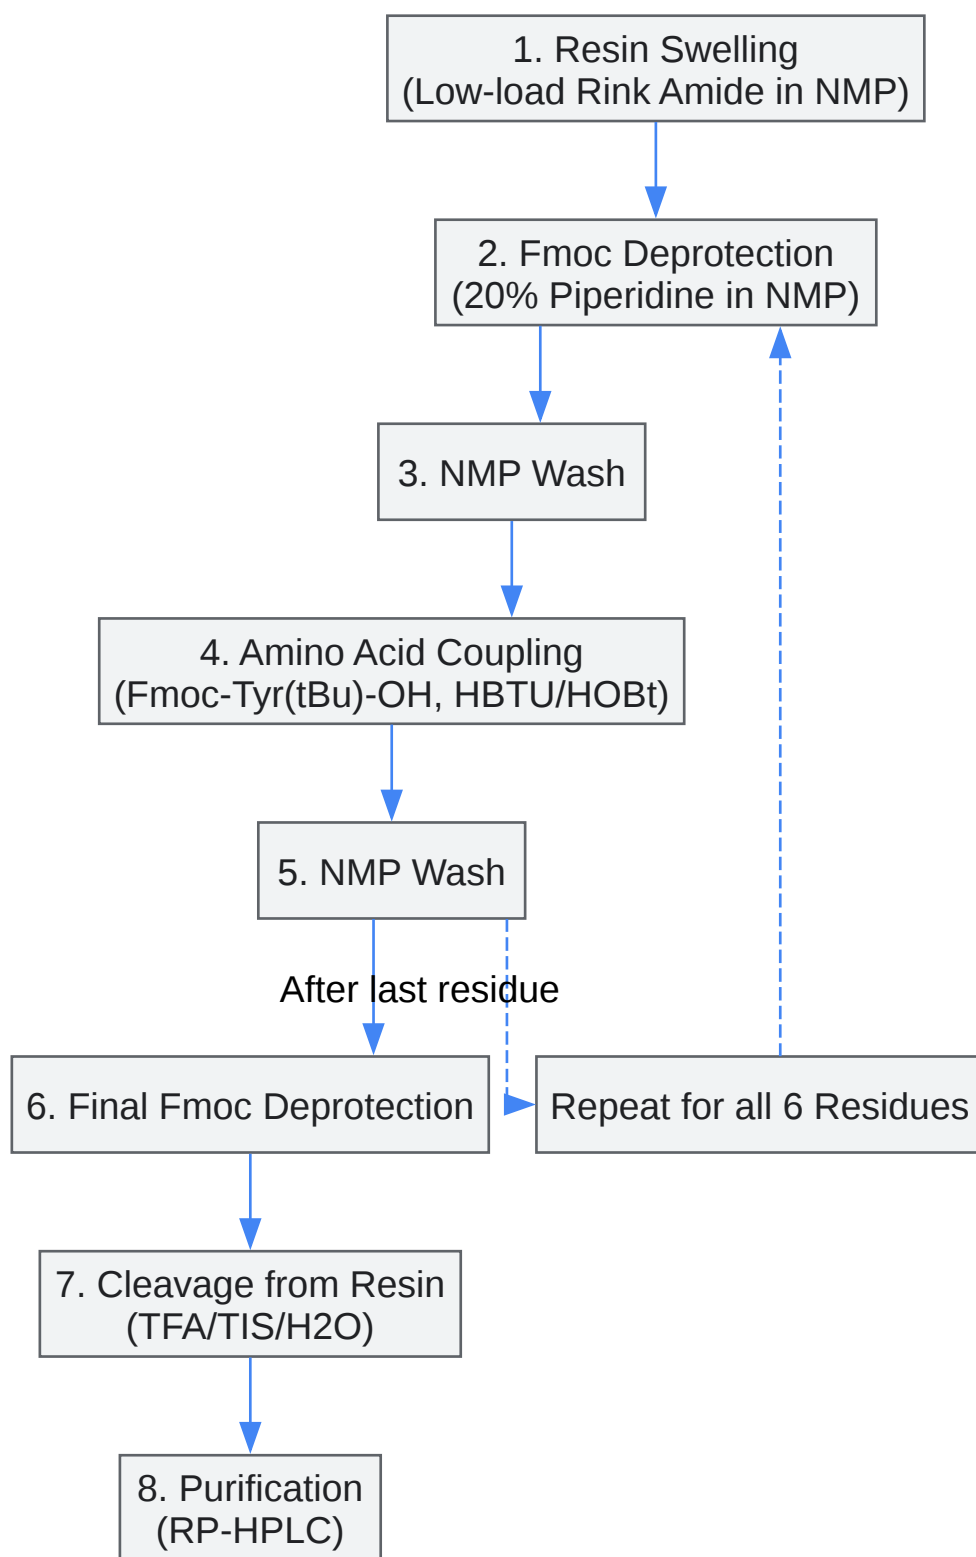 1. Resin Swelling
(Low-load Rink Amide in NMP)
2. Fmoc Deprotection
(20% Piperidine in NMP)
3. NMP Wash
4. Amino Acid Coupling
(Fmoc-Tyr(tBu)-OH, HBTU/HOBt)
5. NMP Wash
After last residue
6. Final Fmoc Deprotection
Repeat for all 6 Residues
7. Cleavage from Resin
(TFA/TIS/H2O)
8. Purification
(RP-HPLC)